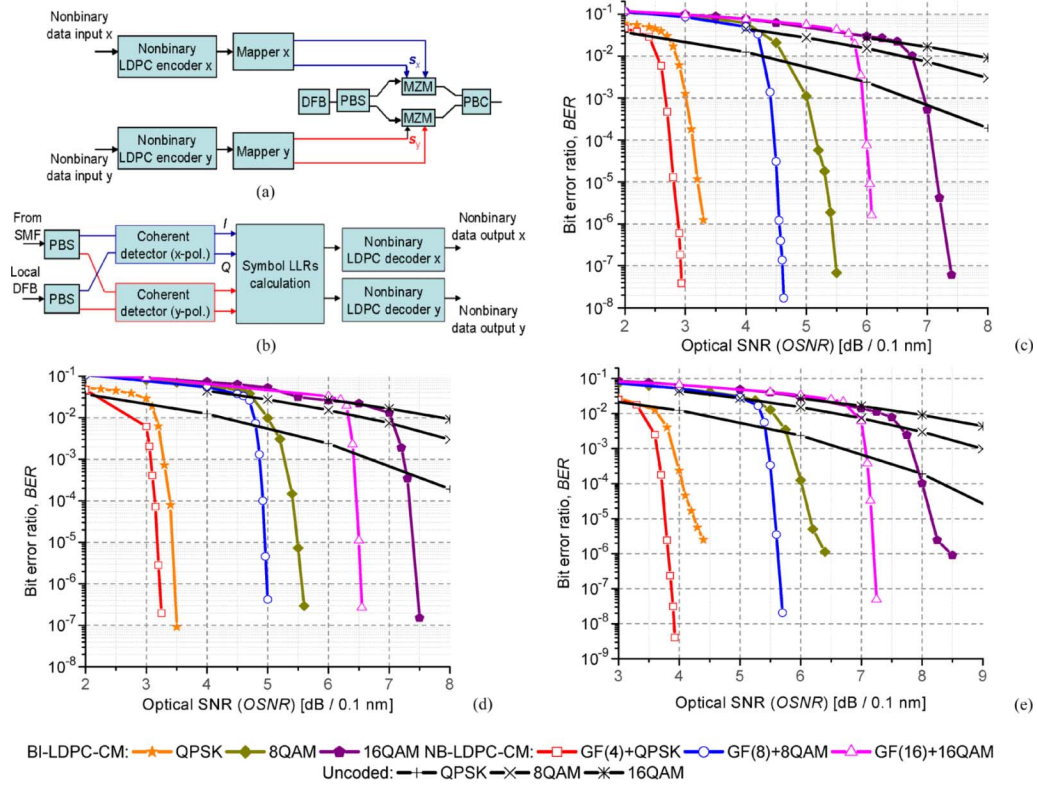 Nonbinary
data input x
Nonbinary
LDPC encoder x
Mapper x
s_x
MZM
DFB
PBS
PBC
MZM
s_y
Nonbinary
LDPC encoder y
Mapper y
Nonbinary
data input y
(a)
From
SMF
PBS
Coherent
detector (x-pol.)
I
Q
Symbol LLRs
calculation
Nonbinary
LDPC decoder x
Nonbinary
data output x
Local
DFB
PBS
Coherent
detector (y-pol.)
Nonbinary
LDPC decoder y
Nonbinary
data output y
(b)
Bit error ratio, BER
10^-1
10^-2
10^-3
10^-4
10^-5
10^-6
10^-7
10^-8
2 3 4 5 6 7 8
Optical SNR (OSNR) [dB / 0.1 nm]
(c)
Bit error ratio, BER
10^-1
10^-2
10^-3
10^-4
10^-5
10^-6
10^-7
10^-8
2 3 4 5 6 7 8
Optical SNR (OSNR) [dB / 0.1 nm]
(d)
Bit error ratio, BER
10^-1
10^-2
10^-3
10^-4
10^-5
10^-6
10^-7
10^-8
10^-9
3 4 5 6 7 8 9
Optical SNR (OSNR) [dB / 0.1 nm]
(e)
BI-LDPC-CM: QPSK 8QAM 16QAM NB-LDPC-CM: GF(4)+QPSK GF(8)+8QAM GF(16)+16QAM
Uncoded: QPSK 8QAM 16QAM